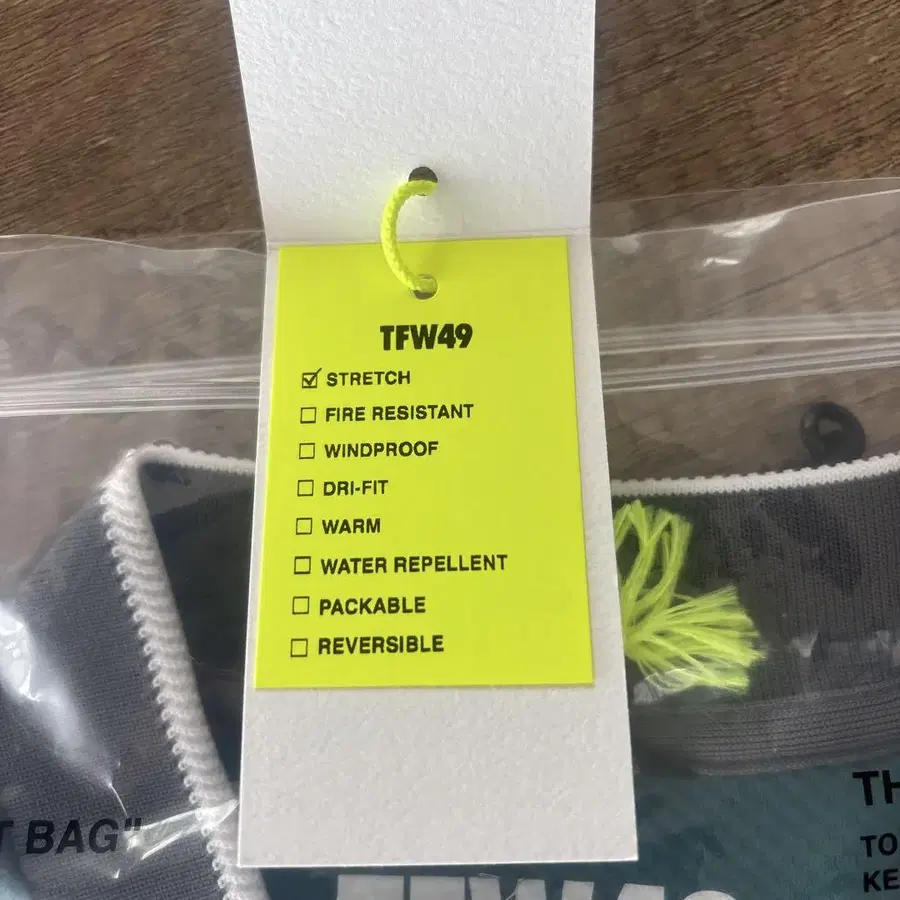 TFW49
☑ STRETCH
☐ FIRE RESISTANT
☐ WINDPROOF
☐ DRI-FIT
☐ WARM
☐ WATER REPELLENT
☐ PACKABLE
☐ REVERSIBLE
T BAG"
TH
TO
KE